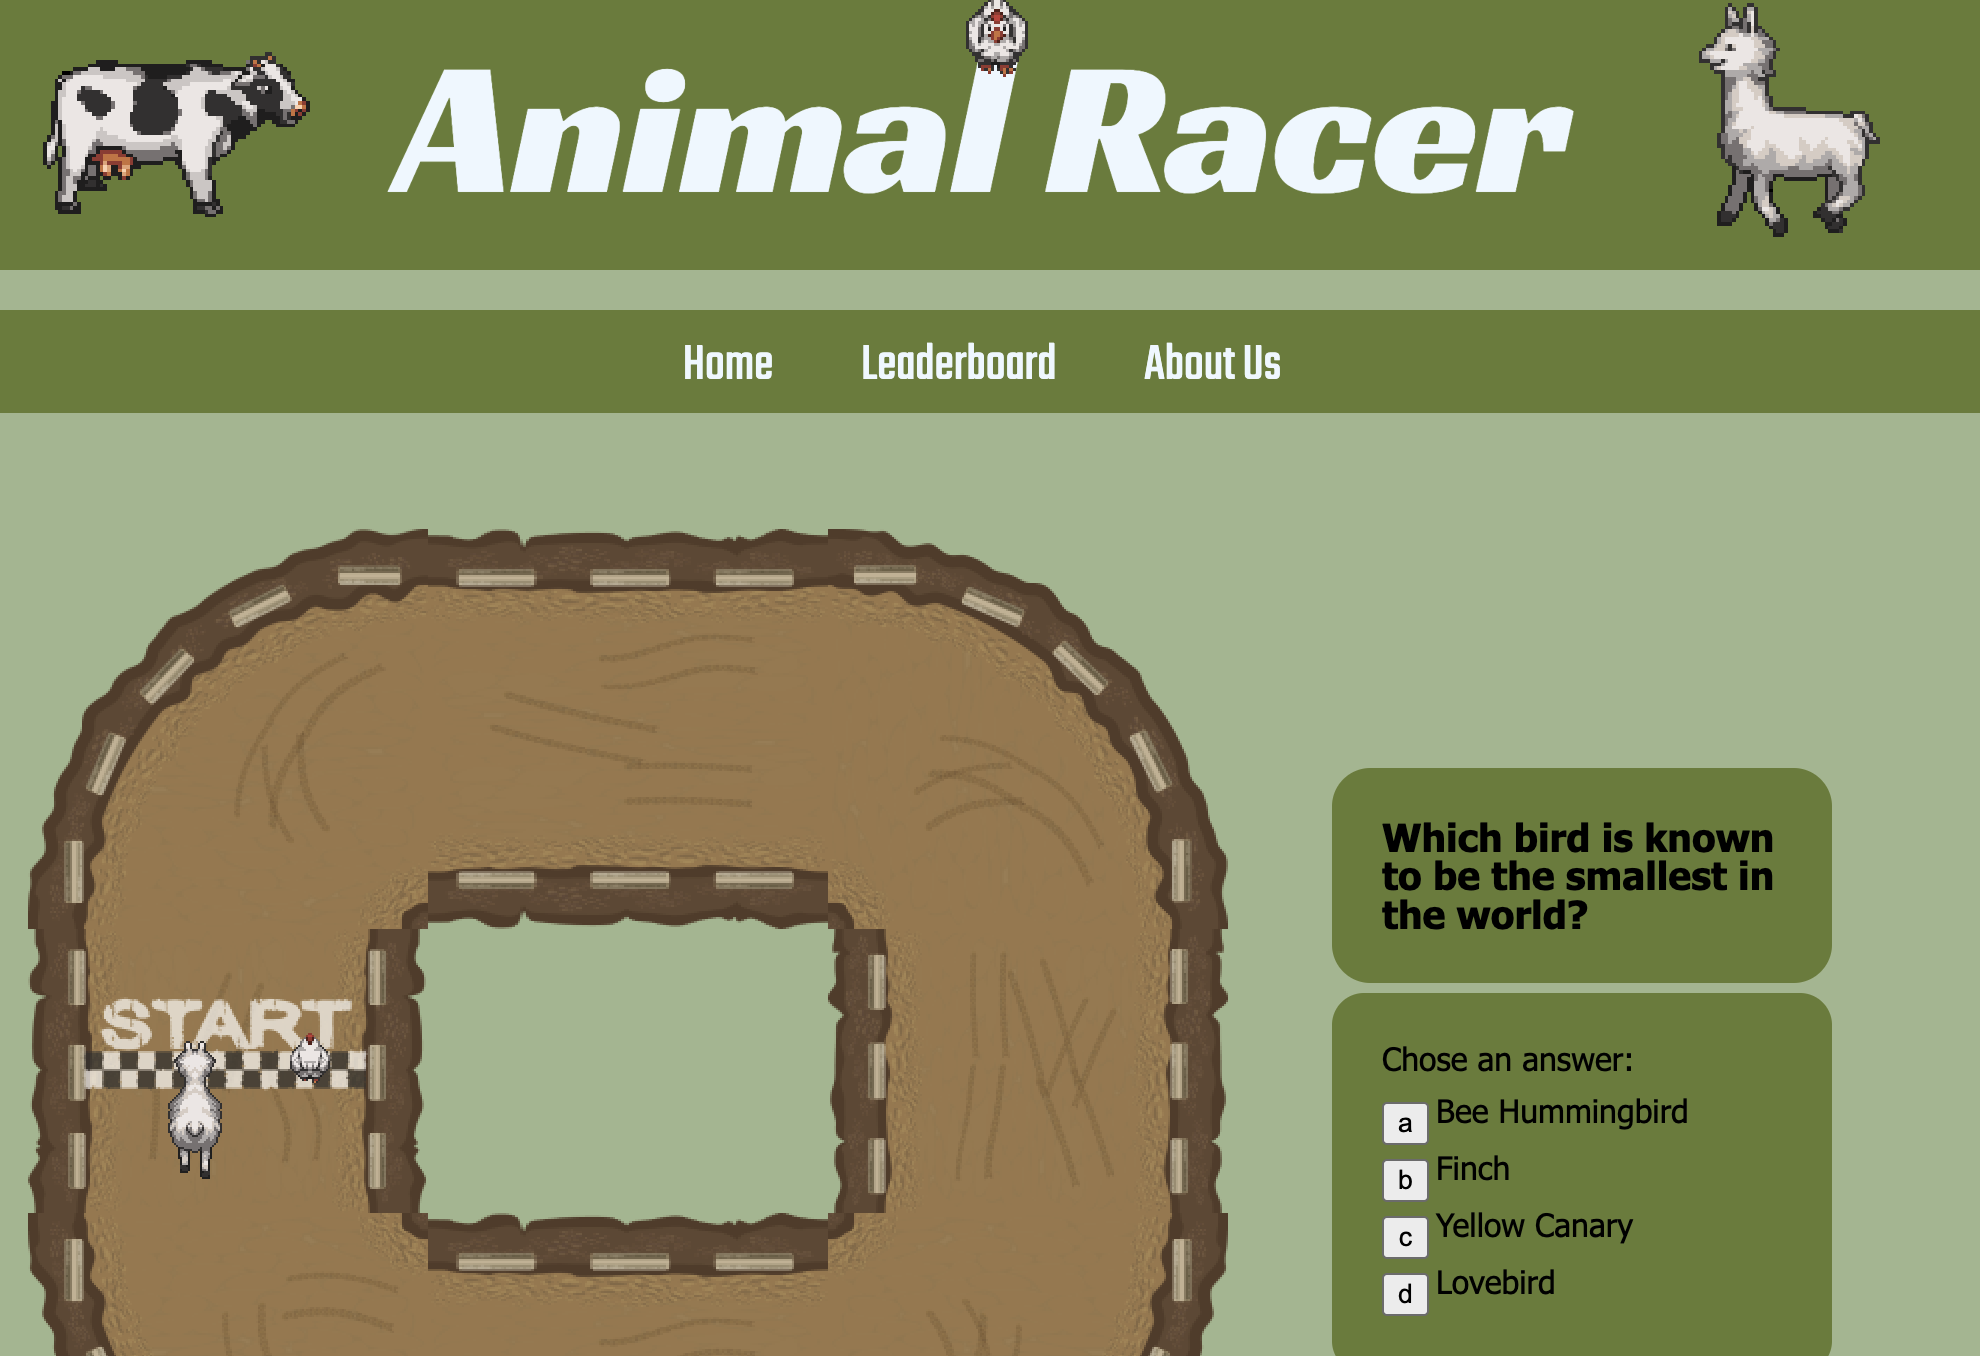 Animal Racer
Home Leaderboard About Us
START
Which bird is known
to be the smallest in
the world?
Chose an answer:
a Bee Hummingbird
b Finch
c Yellow Canary
d Lovebird